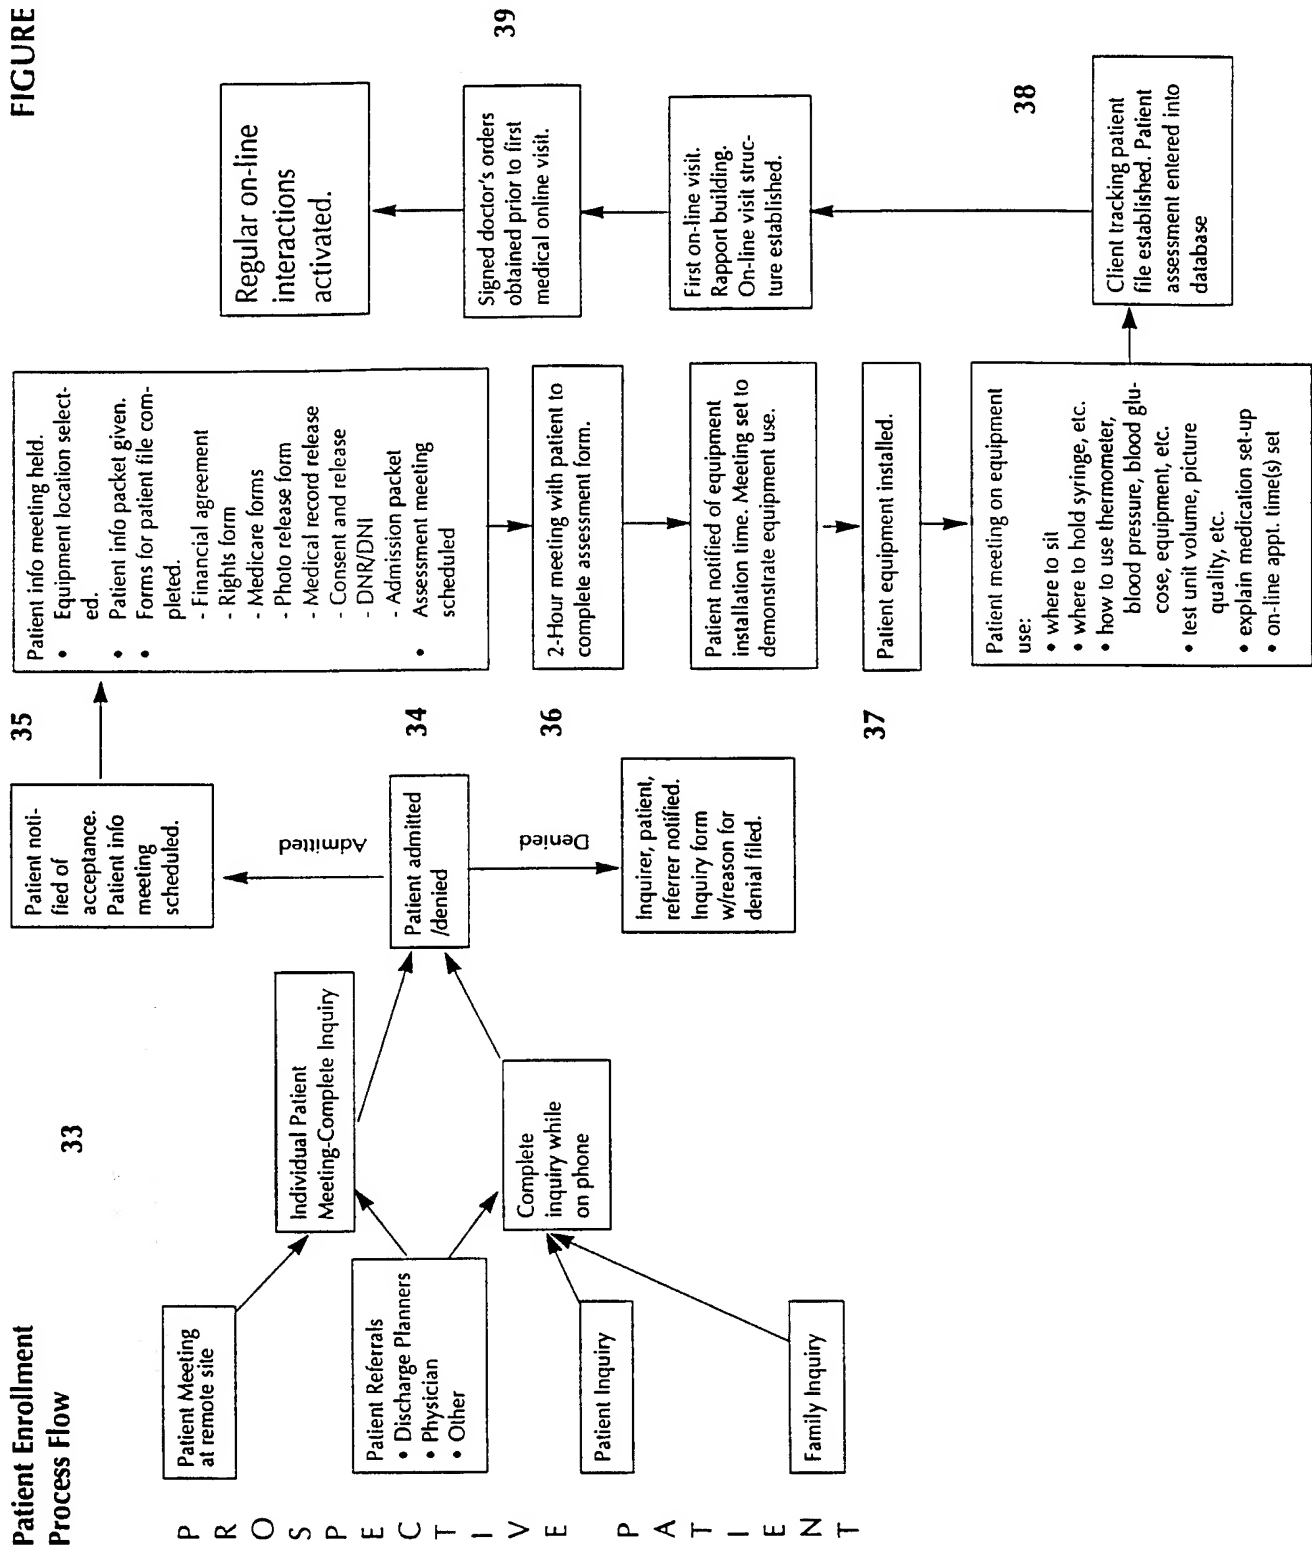 Patient Enrollment
Process Flow
FIGURE
33
P R O S P E C T I V E P A T I E N T
Patient Meeting
at remote site
Patient Referrals
• Discharge Planners
• Physician
• Other
Patient Inquiry
Family Inquiry
Individual Patient
Meeting-Complete Inquiry
Complete
inquiry while
on phone
34
Patient admitted
/denied
Admitted
Denied
Patient noti-
fied of
acceptance.
Patient info
meeting
scheduled.
Inquirer, patient,
referrer notified.
Inquiry form
w/reason for
denial filed.
35
Patient info meeting held.
• Equipment location select-
ed.
• Patient info packet given.
• Forms for patient file com-
pleted.
- Financial agreement
- Rights form
- Medicare forms
- Photo release form
- Medical record release
- Consent and release
- DNR/DNI
- Admission packet
• Assessment meeting
scheduled
36
2-Hour meeting with patient to
complete assessment form.
Patient notified of equipment
installation time. Meeting set to
demonstrate equipment use.
37
Patient equipment installed.
Patient meeting on equipment
use:
• where to sit
• where to hold syringe, etc.
• how to use thermometer,
blood pressure, blood glu-
cose, equipment, etc.
• test unit volume, picture
quality, etc.
• explain medication set-up
• on-line appt. time(s) set
38
Client tracking patient
file established. Patient
assessment entered into
database
First on-line visit.
Rapport building.
On-line visit struc-
ture established.
39
Signed doctor's orders
obtained prior to first
medical online visit.
Regular on-line
interactions
activated.